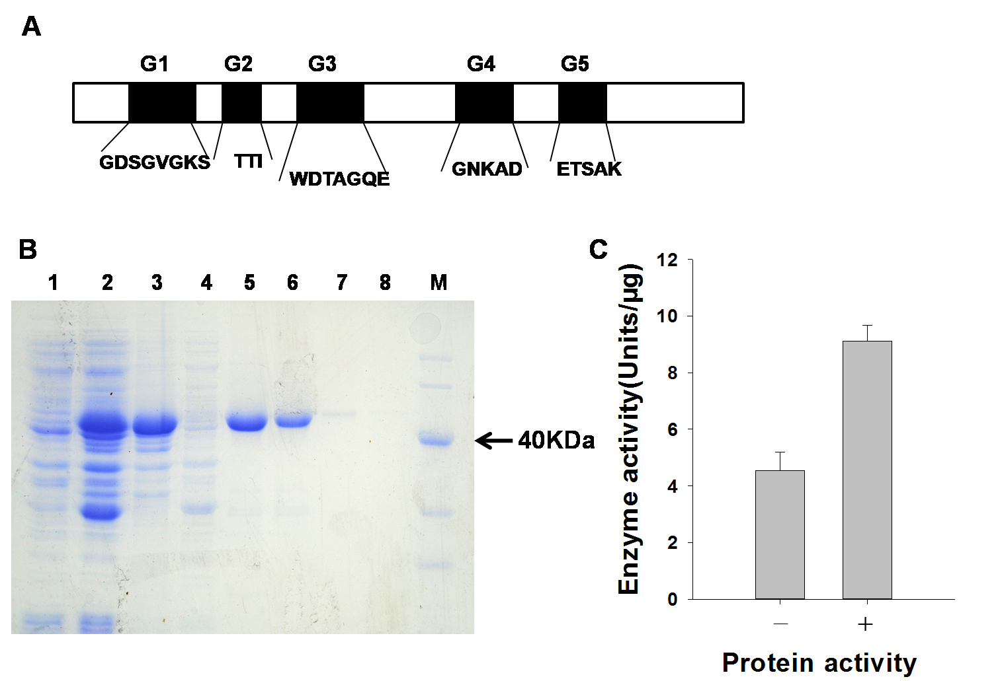 A
G1 G2 G3 G4 G5
GDSGVGKS TTI WDTAGQE GNKAD ETSAK
B
1 2 3 4 5 6 7 8 M
40KDa
C
Enzyme activity(Units/μg)
12
10
8
6
4
2
0
— +
Protein activity